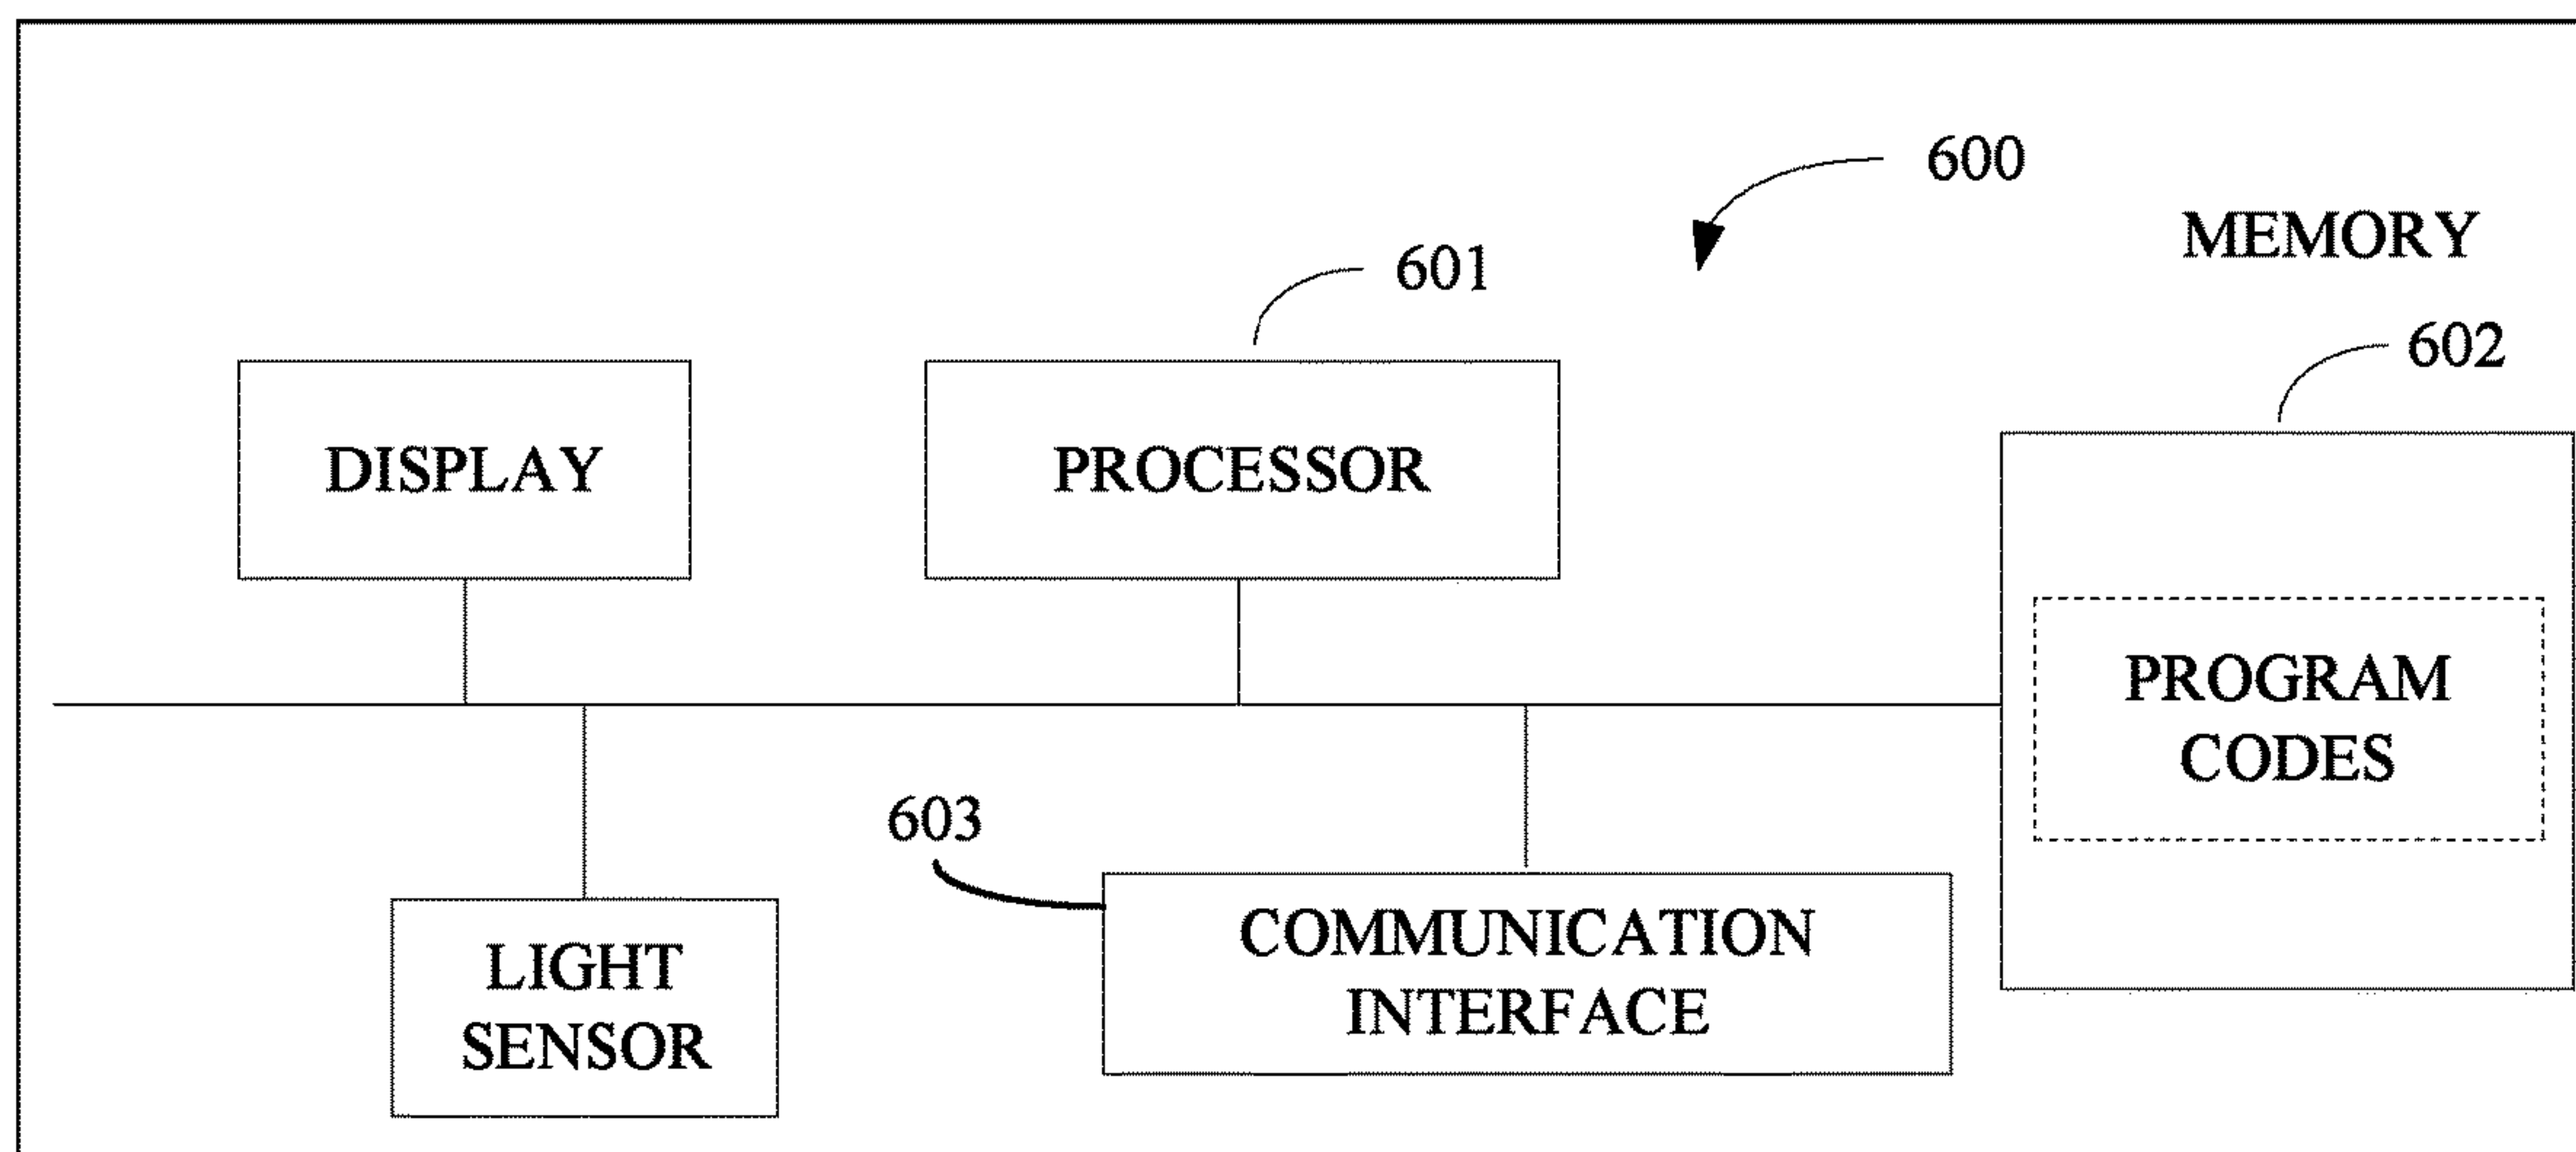 600
MEMORY
601
602
DISPLAY
PROCESSOR
PROGRAM
CODES
603
COMMUNICATION
INTERFACE
LIGHT
SENSOR